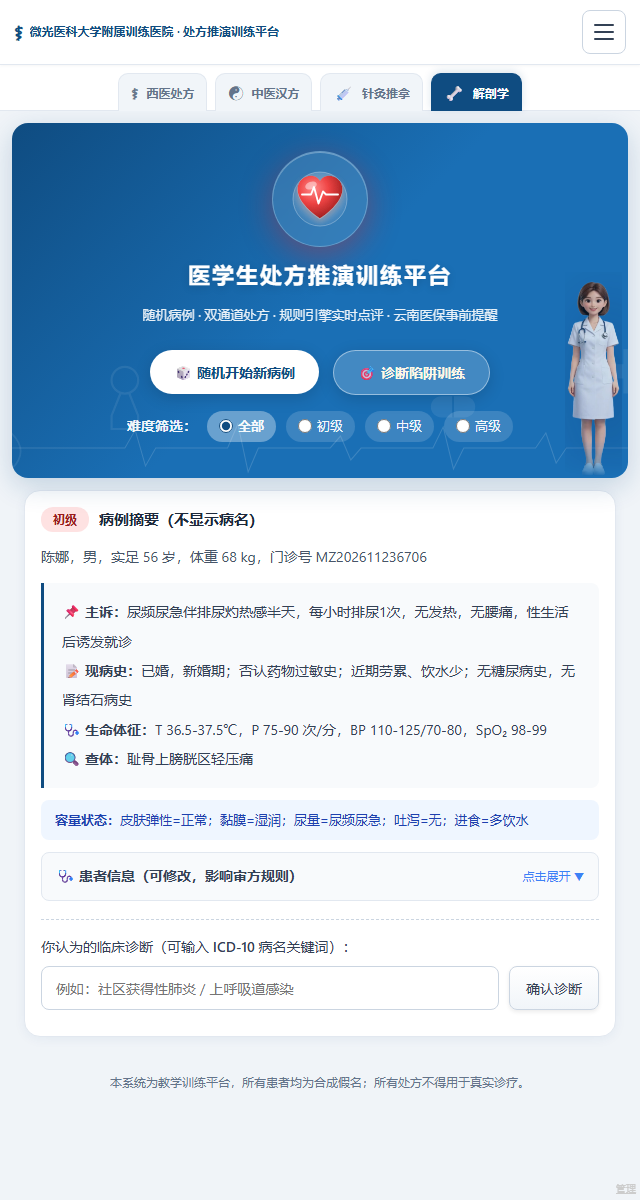 微光医科大学附属训练医院 · 处方推演训练平台
西医处方
中医汉方
针灸推拿
解剖学
医学生处方推演训练平台
随机病例 · 双通道处方 · 规则引擎实时点评 · 云南医保事前提醒
随机开始新病例
诊断陷阱训练
难度筛选：
全部
初级
中级
高级
初级
病例摘要（不显示病名）
陈娜，男，实足 56 岁，体重 68 kg，门诊号 MZ202611236706
主诉：尿频尿急伴排尿灼热感半天，每小时排尿1次，无发热，无腰痛，性生活
后诱发就诊
现病史：已婚，新婚期；否认药物过敏史；近期劳累、饮水少；无糖尿病史，无
肾结石病史
生命体征：T 36.5-37.5℃，P 75-90 次/分，BP 110-125/70-80，SpO₂ 98-99
查体：耻骨上膀胱区轻压痛
容量状态：皮肤弹性=正常；黏膜=湿润；尿量=尿频尿急；吐泻=无；进食=多饮水
患者信息（可修改，影响审方规则）
点击展开 ▼
你认为的临床诊断（可输入 ICD-10 病名关键词）：
例如：社区获得性肺炎 / 上呼吸道感染
确认诊断
本系统为教学训练平台，所有患者均为合成假名；所有处方不得用于真实诊疗。
管理